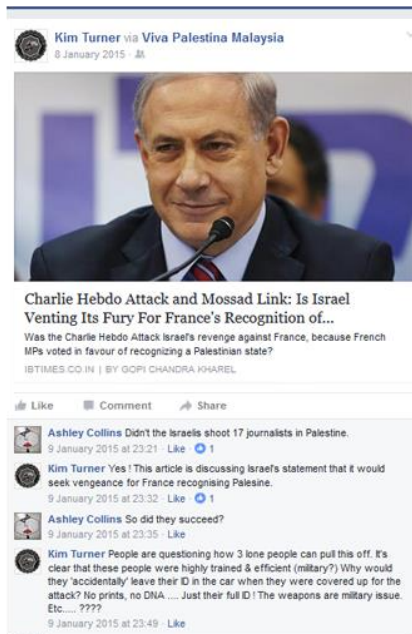 Kim Turner via Viva Palestina Malaysia
8 January 2015
Charlie Hebdo Attack and Mossad Link: Is Israel
Venting Its Fury For France's Recognition of...
Was the Charlie Hebdo Attack Israel's revenge against France, because French
MPs voted in favour of recognizing a Palestinian state?
IBTIMES.CO.IN | BY GOPI CHANDRA KHAREL
Like Comment Share
Ashley Collins Didn't the Israelis shoot 17 journalists in Palestine.
9 January 2015 at 23:21 · Like · 1
Kim Turner Yes ! This article is discussing Israel's statement that it would
seek vengeance for France recognising Palesine.
9 January 2015 at 23:32 · Like · 1
Ashley Collins So did they succeed?
9 January 2015 at 23:35 · Like
Kim Turner People are questioning how 3 lone people can pull this off. It's
clear that these people were highly trained & efficient (military?) Why would
they 'accidentally' leave their ID in the car when they were covered up for the
attack? No prints, no DNA .... Just their full ID ! The weapons are military issue.
Etc..... ????
9 January 2015 at 23:49 · Like